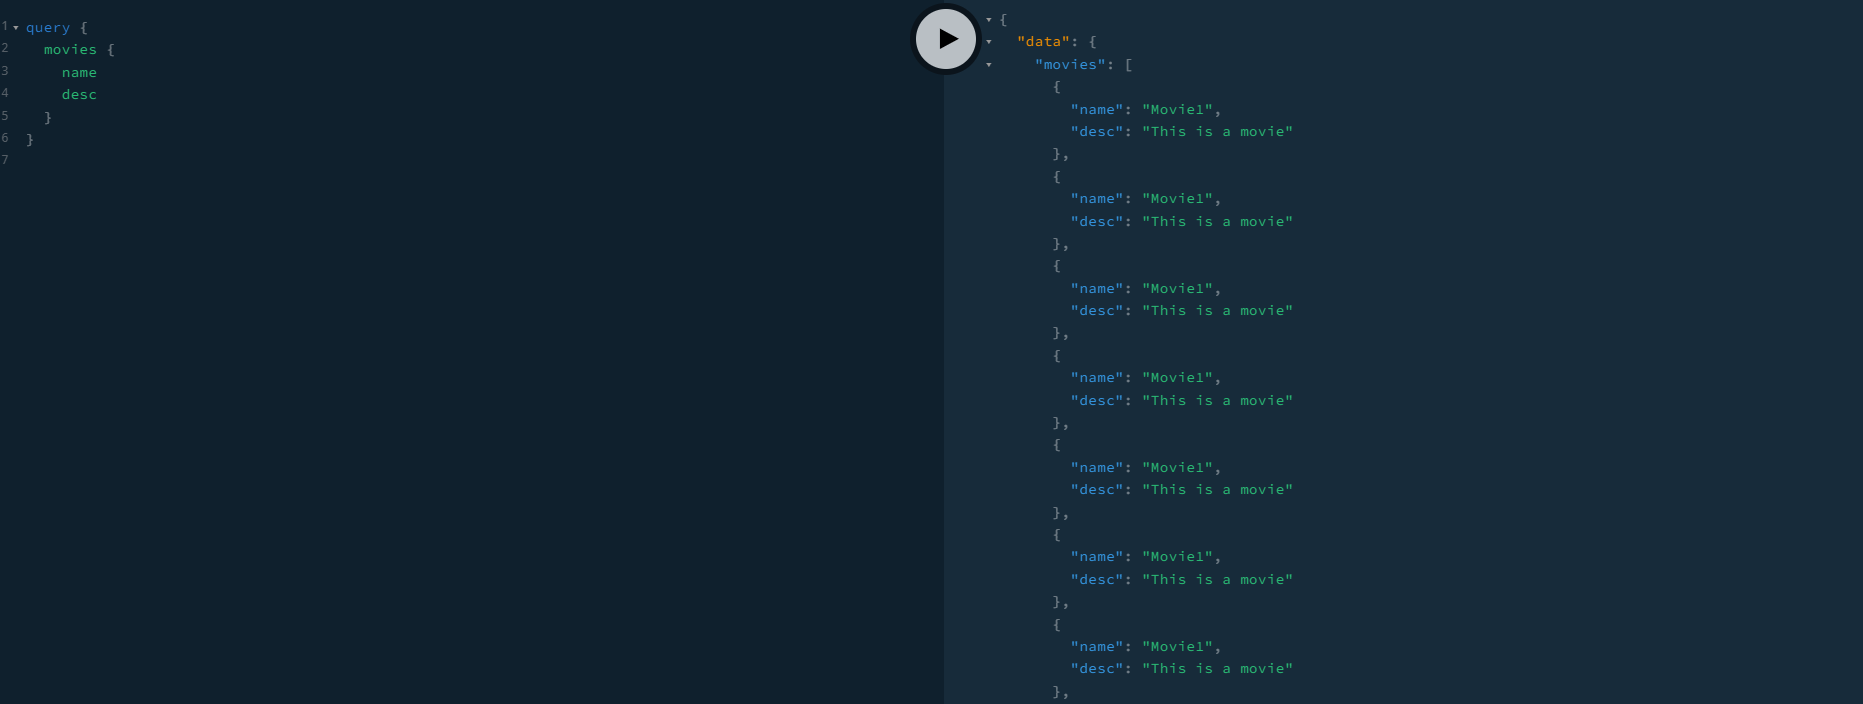 1 query {
2 movies {
3 name
4 desc
5 }
6 }
7
{
"data": {
"movies": [
{
"name": "Movie1",
"desc": "This is a movie"
},
{
"name": "Movie1",
"desc": "This is a movie"
},
{
"name": "Movie1",
"desc": "This is a movie"
},
{
"name": "Movie1",
"desc": "This is a movie"
},
{
"name": "Movie1",
"desc": "This is a movie"
},
{
"name": "Movie1",
"desc": "This is a movie"
},
{
"name": "Movie1",
"desc": "This is a movie"
},